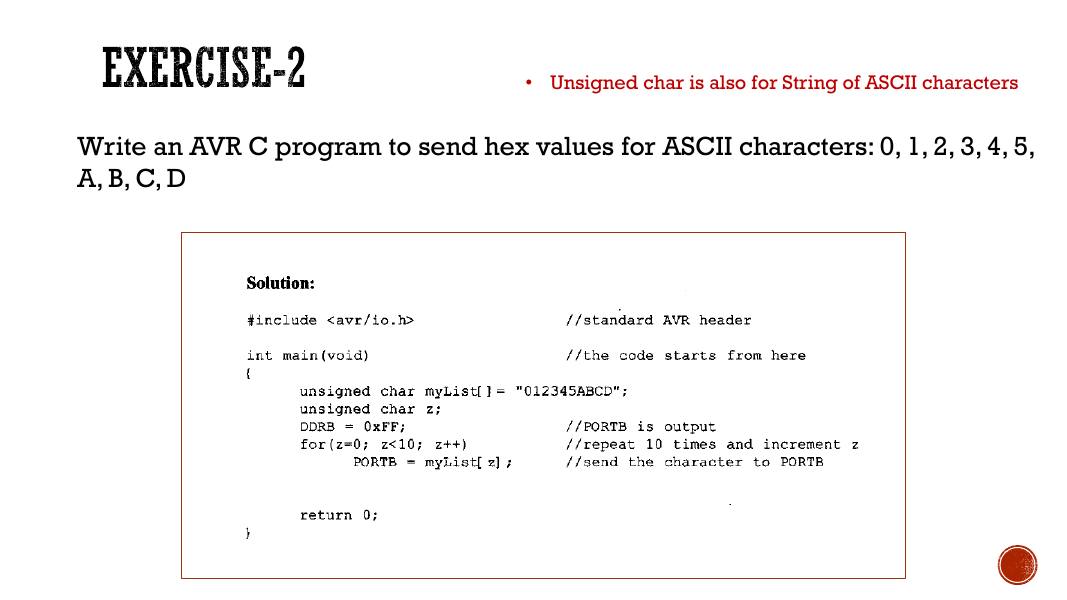 EXERCISE-2
• Unsigned char is also for String of ASCII characters
Write an AVR C program to send hex values for ASCII characters: 0, 1, 2, 3, 4, 5,
A, B, C, D
Solution:
#include <avr/io.h> //standard AVR header
int main(void) //the code starts from here
{
unsigned char myList[]= "012345ABCD";
unsigned char z;
DDRB = 0xFF; //PORTB is output
for(z=0; z<10; z++) //repeat 10 times and increment z
PORTB = myList[z]; //send the character to PORTB
return 0;
}